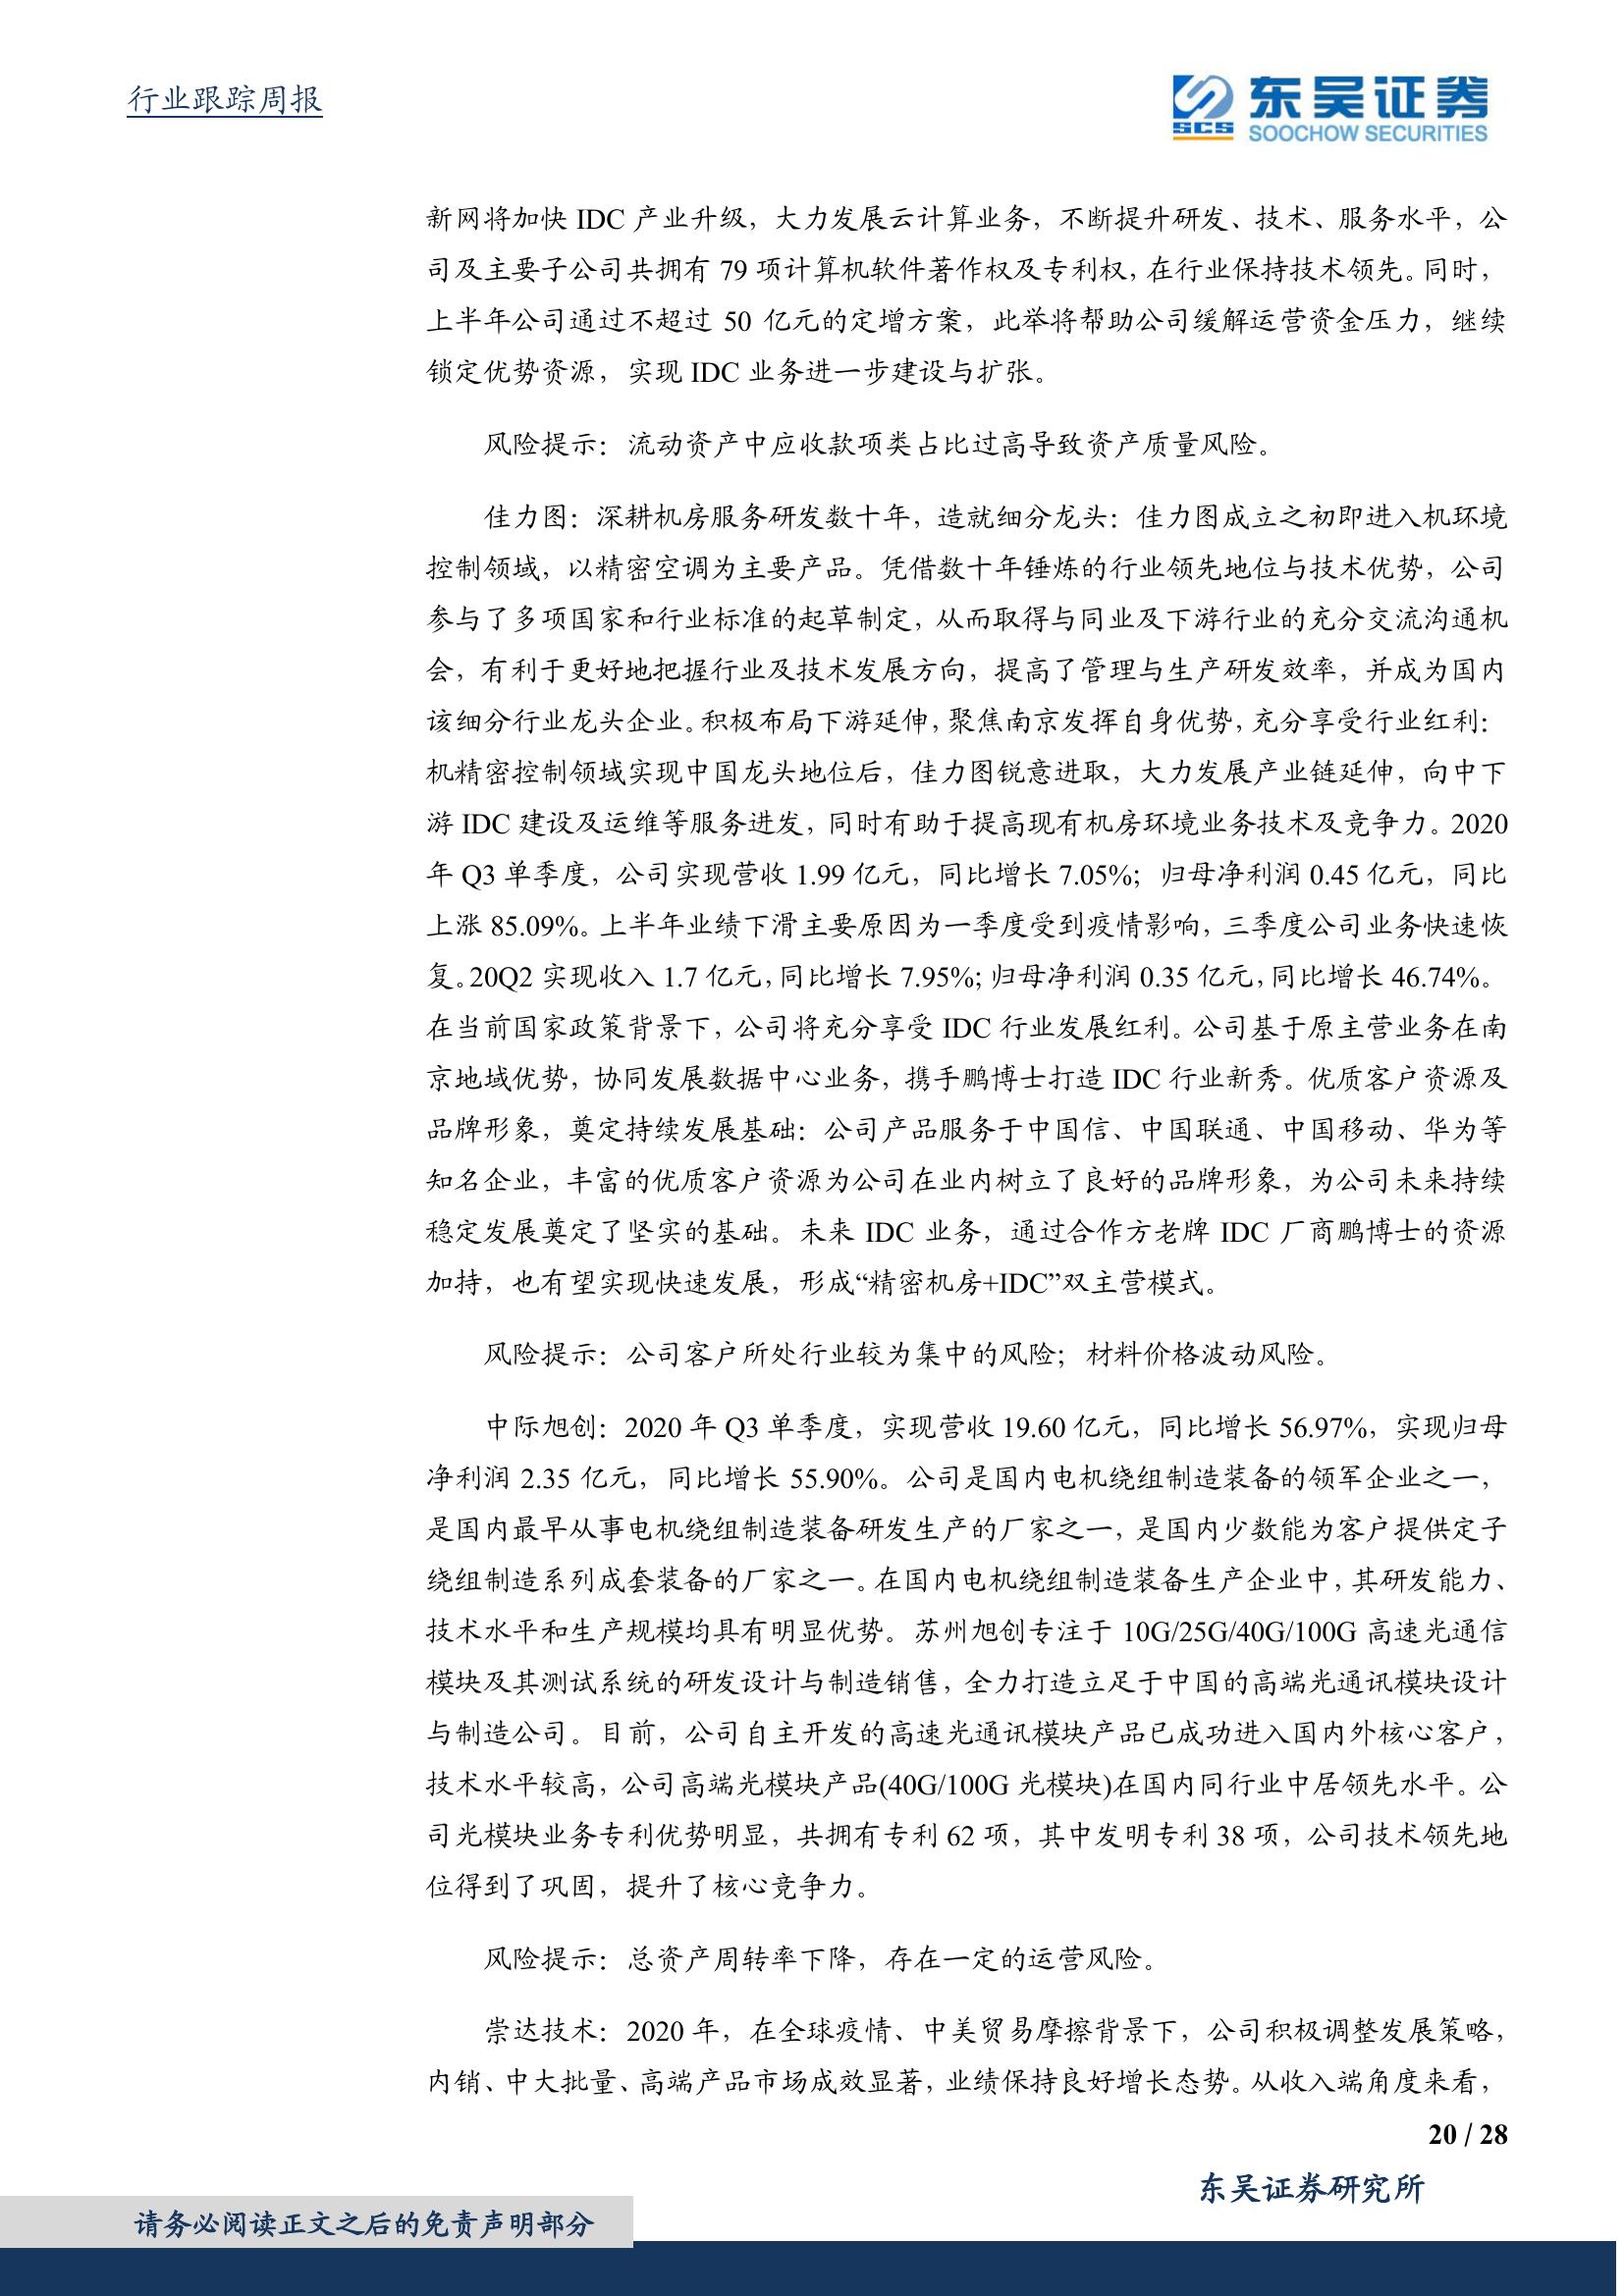 行业跟踪周报
SCS
东吴证券
SOOCHOW SECURITIES
新网将加快 IDC 产业升级，大力发展云计算业务，不断提升研发、技术、服务水平，公
司及主要子公司共拥有 79 项计算机软件著作权及专利权，在行业保持技术领先。同时，
上半年公司通过不超过 50 亿元的定增方案，此举将帮助公司缓解运营资金压力，继续
锁定优势资源，实现 IDC 业务进一步建设与扩张。
风险提示：流动资产中应收款项类占比过高导致资产质量风险。
佳力图：深耕机房服务研发数十年，造就细分龙头：佳力图成立之初即进入机环境
控制领域，以精密空调为主要产品。凭借数十年锤炼的行业领先地位与技术优势，公司
参与了多项国家和行业标准的起草制定，从而取得与同业及下游行业的充分交流沟通机
会，有利于更好地把握行业及技术发展方向，提高了管理与生产研发效率，并成为国内
该细分行业龙头企业。积极布局下游延伸，聚焦南京发挥自身优势，充分享受行业红利：
机精密控制领域实现中国龙头地位后，佳力图锐意进取，大力发展产业链延伸，向中下
游 IDC 建设及运维等服务进发，同时有助于提高现有机房环境业务技术及竞争力。2020
年 Q3 单季度，公司实现营收 1.99 亿元，同比增长 7.05%；归母净利润 0.45 亿元，同比
上涨 85.09%。上半年业绩下滑主要原因为一季度受到疫情影响，三季度公司业务快速恢
复。20Q2 实现收入 1.7 亿元，同比增长 7.95%；归母净利润 0.35 亿元，同比增长 46.74%。
在当前国家政策背景下，公司将充分享受 IDC 行业发展红利。公司基于原主营业务在南
京地域优势，协同发展数据中心业务，携手鹏博士打造 IDC 行业新秀。优质客户资源及
品牌形象，奠定持续发展基础：公司产品服务于中国信、中国联通、中国移动、华为等
知名企业，丰富的优质客户资源为公司在业内树立了良好的品牌形象，为公司未来持续
稳定发展奠定了坚实的基础。未来 IDC 业务，通过合作方老牌 IDC 厂商鹏博士的资源
加持，也有望实现快速发展，形成“精密机房+IDC”双主营模式。
风险提示：公司客户所处行业较为集中的风险；材料价格波动风险。
中际旭创：2020 年 Q3 单季度，实现营收 19.60 亿元，同比增长 56.97%，实现归母
净利润 2.35 亿元，同比增长 55.90%。公司是国内电机绕组制造装备的领军企业之一，
是国内最早从事电机绕组制造装备研发生产的厂家之一，是国内少数能为客户提供定子
绕组制造系列成套装备的厂家之一。在国内电机绕组制造装备生产企业中，其研发能力、
技术水平和生产规模均具有明显优势。苏州旭创专注于 10G/25G/40G/100G 高速光通信
模块及其测试系统的研发设计与制造销售，全力打造立足于中国的高端光通讯模块设计
与制造公司。目前，公司自主开发的高速光通讯模块产品已成功进入国内外核心客户，
技术水平较高，公司高端光模块产品(40G/100G 光模块)在国内同行业中居领先水平。公
司光模块业务专利优势明显，共拥有专利 62 项，其中发明专利 38 项，公司技术领先地
位得到了巩固，提升了核心竞争力。
风险提示：总资产周转率下降，存在一定的运营风险。
崇达技术：2020 年，在全球疫情、中美贸易摩擦背景下，公司积极调整发展策略，
内销、中大批量、高端产品市场成效显著，业绩保持良好增长态势。从收入端角度来看，
20 / 28
东吴证券研究所
请务必阅读正文之后的免责声明部分